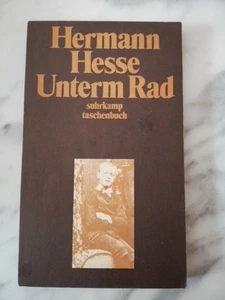 Hermann
Hesse
Unterm Rad
suhrkamp
taschenbuch